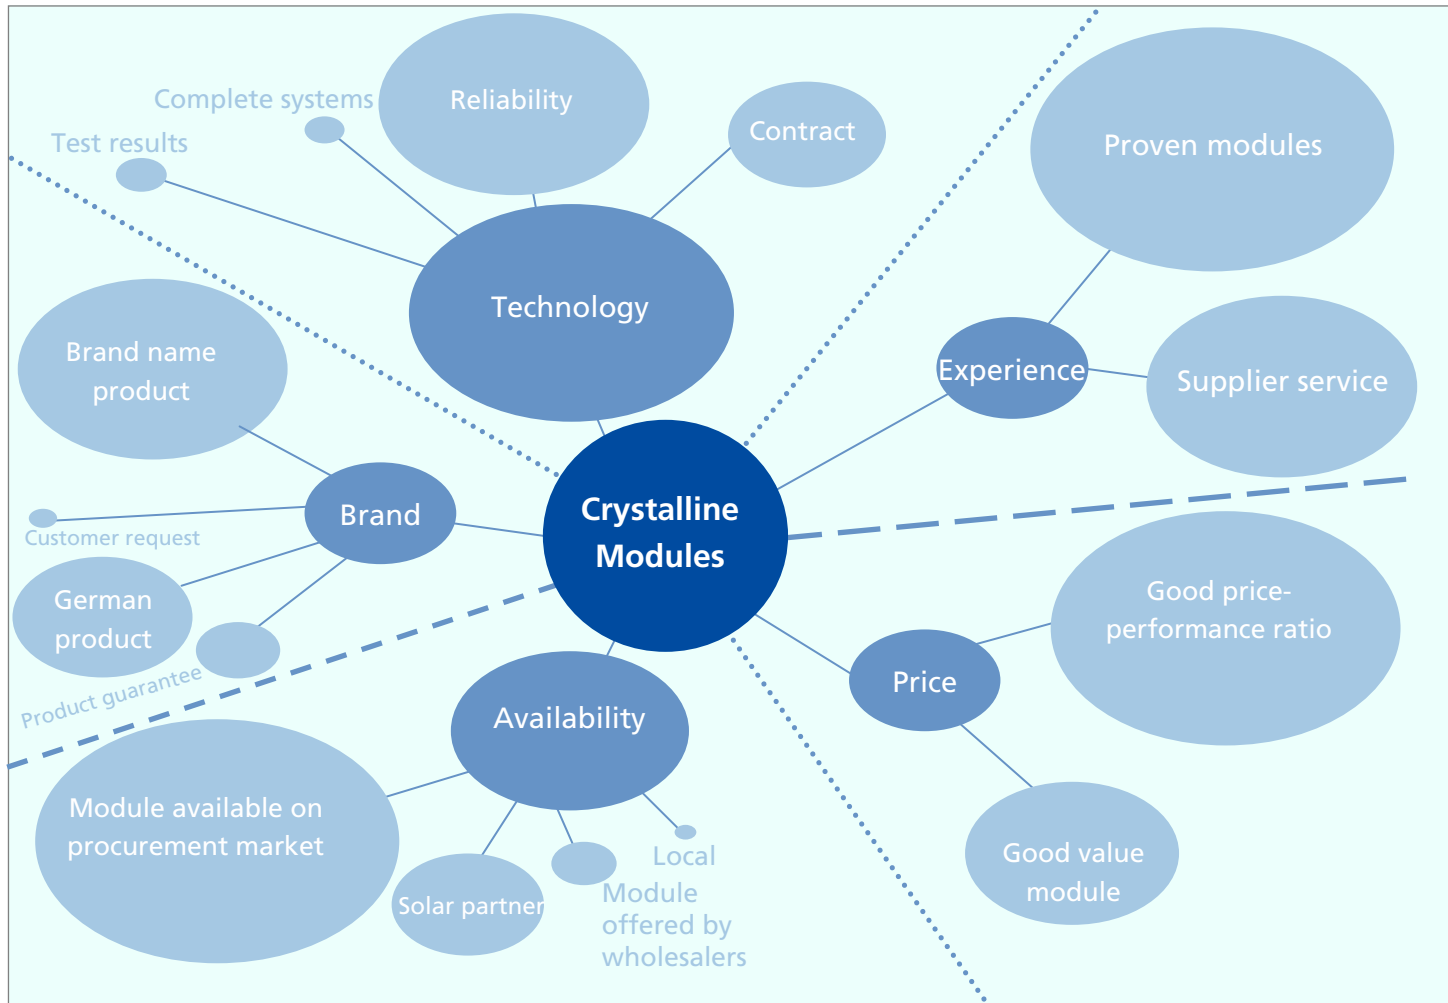 Complete systems
Test results
Reliability
Contract
Technology
Proven modules
Experience
Supplier service
Brand name
product
Brand
Customer request
German
product
Product guarantee
Crystalline
Modules
Good price-
performance ratio
Price
Good value
module
Availability
Module available on
procurement market
Solar partner
Local
Module
offered by
wholesalers